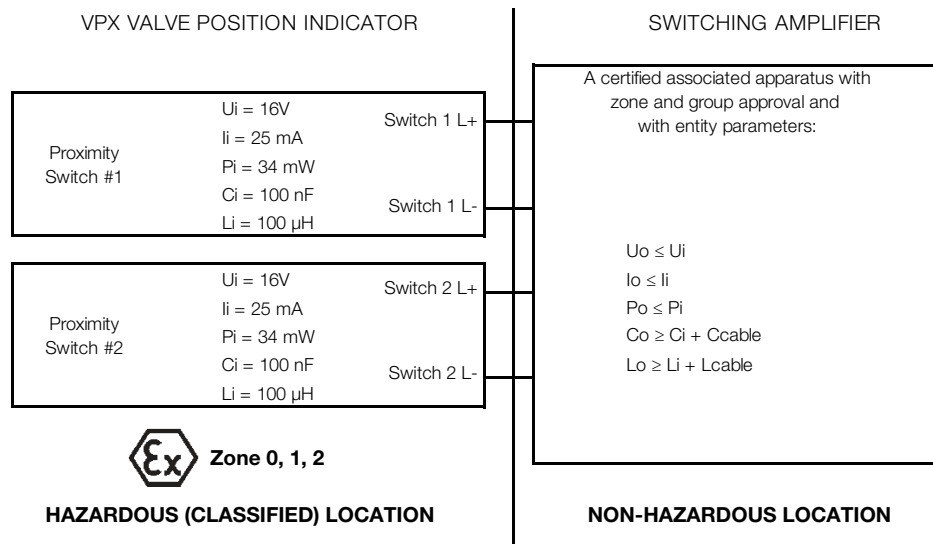 VPX VALVE POSITION INDICATOR
SWITCHING AMPLIFIER
Proximity
Switch #1
Ui = 16V
Ii = 25 mA
Pi = 34 mW
Ci = 100 nF
Li = 100 µH
Switch 1 L+
Switch 1 L-
Proximity
Switch #2
Ui = 16V
Ii = 25 mA
Pi = 34 mW
Ci = 100 nF
Li = 100 µH
Switch 2 L+
Switch 2 L-
A certified associated apparatus with
zone and group approval and
with entity parameters:
Uo ≤ Ui
Io ≤ Ii
Po ≤ Pi
Co ≥ Ci + Ccable
Lo ≥ Li + Lcable
Ex Zone 0, 1, 2
HAZARDOUS (CLASSIFIED) LOCATION
NON-HAZARDOUS LOCATION